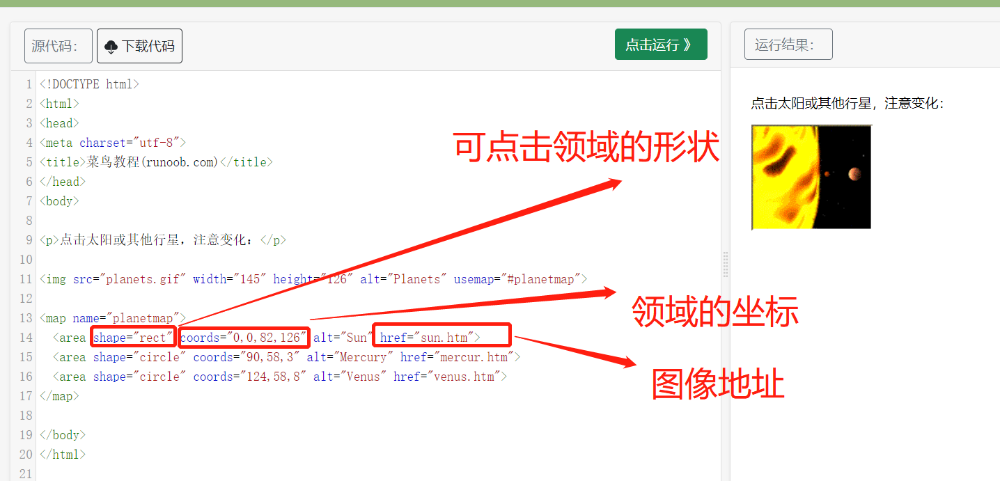 源代码：
下载代码
点击运行 》
运行结果：
1 <!DOCTYPE html>
2 <html>
3 <head>
4 <meta charset="utf-8">
5 <title>菜鸟教程(runoob.com)</title>
6 </head>
7 <body>
8
9 <p>点击太阳或其他行星，注意变化：</p>
10
11 <img src="planets.gif" width="145" height="126" alt="Planets" usemap="#planetmap">
12
13 <map name="planetmap">
14 <area shape="rect" coords="0,0,82,126" alt="Sun" href="sun.htm">
15 <area shape="circle" coords="90,58,3" alt="Mercury" href="mercur.htm">
16 <area shape="circle" coords="124,58,8" alt="Venus" href="venus.htm">
17 </map>
18
19 </body>
20 </html>
21
可点击领域的形状
领域的坐标
图像地址
点击太阳或其他行星，注意变化：